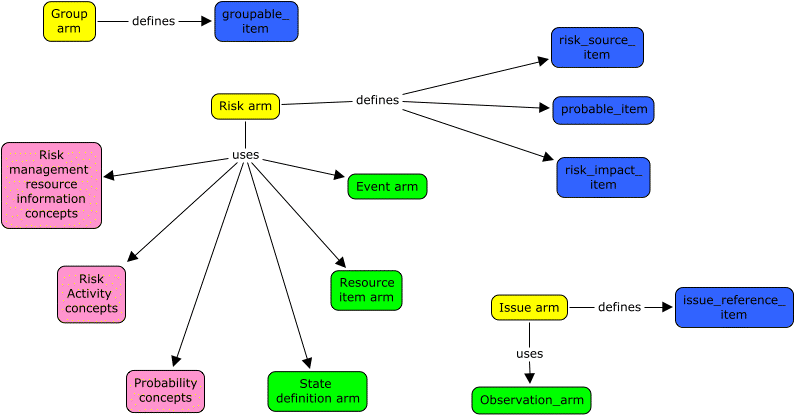 Group
arm
defines
groupable_
item
risk_source_
item
Risk arm
defines
probable_item
risk_impact_
item
uses
Risk
management
resource
information
concepts
Event arm
Risk
Activity
concepts
Resource
item arm
Probability
concepts
State
definition arm
Issue arm
defines
issue_reference_
item
uses
Observation_arm